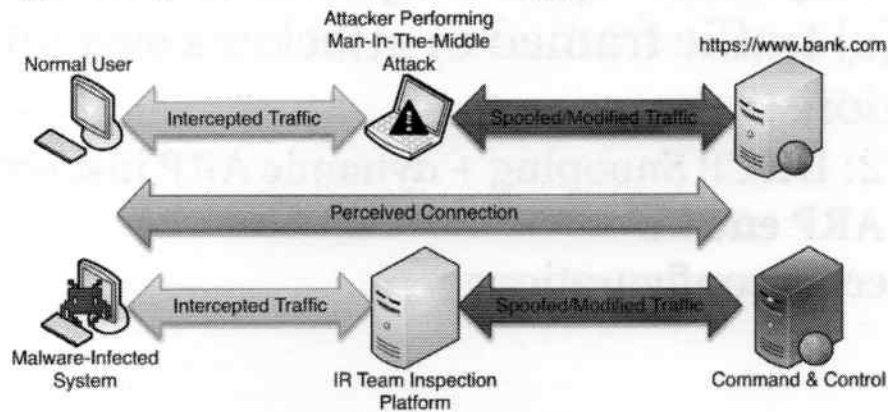 Attacker Performing
Man-In-The-Middle
Attack
https://www.bank.com
Normal User
Intercepted Traffic
Spoofed/Modified Traffic
Perceived Connection
Intercepted Traffic
Spoofed/Modified Traffic
Malware-Infected
System
IR Team Inspection
Platform
Command & Control